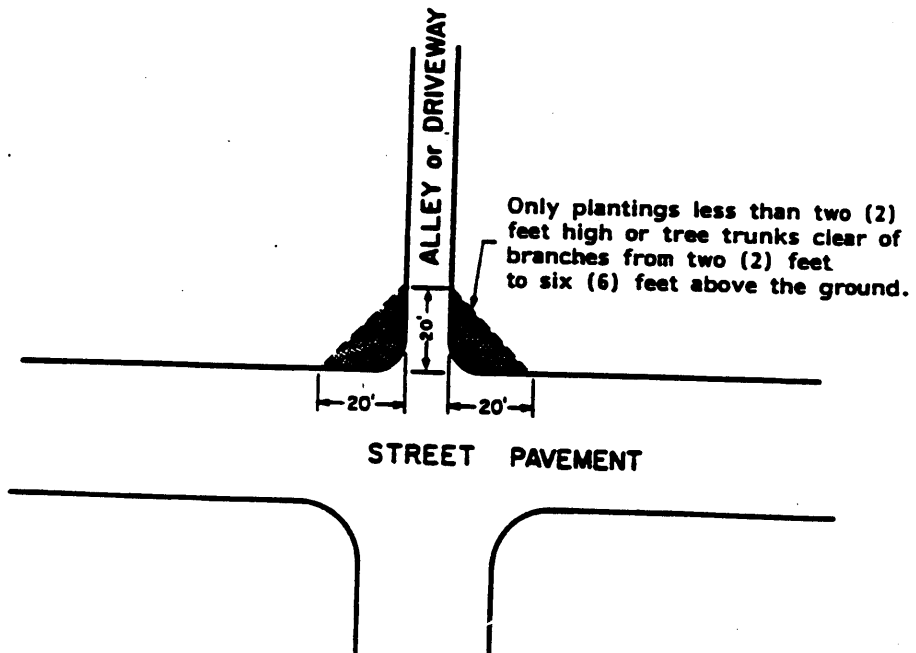 ALLEY or DRIVEWAY
Only plantings less than two (2)
feet high or tree trunks clear of
branches from two (2) feet
to six (6) feet above the ground.
20'
20'
20'
STREET PAVEMENT